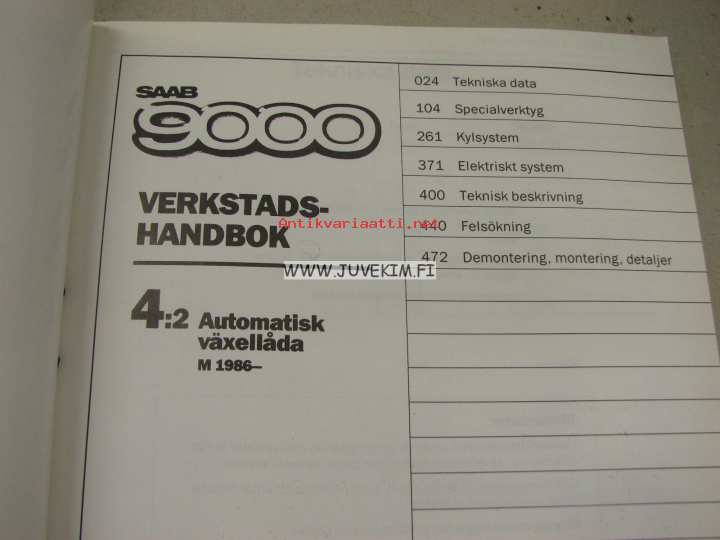 SAAB
9000
VERKSTADS-
HANDBOK
4:2 Automatisk
växellåda
M 1986–
024 Tekniska data
104 Specialverktyg
261 Kylsystem
371 Elektriskt system
400 Teknisk beskrivning
440 Felsökning
472 Demontering, montering, detaljer
Antikvariaatti.net
WWW.JUVEKIM.FI